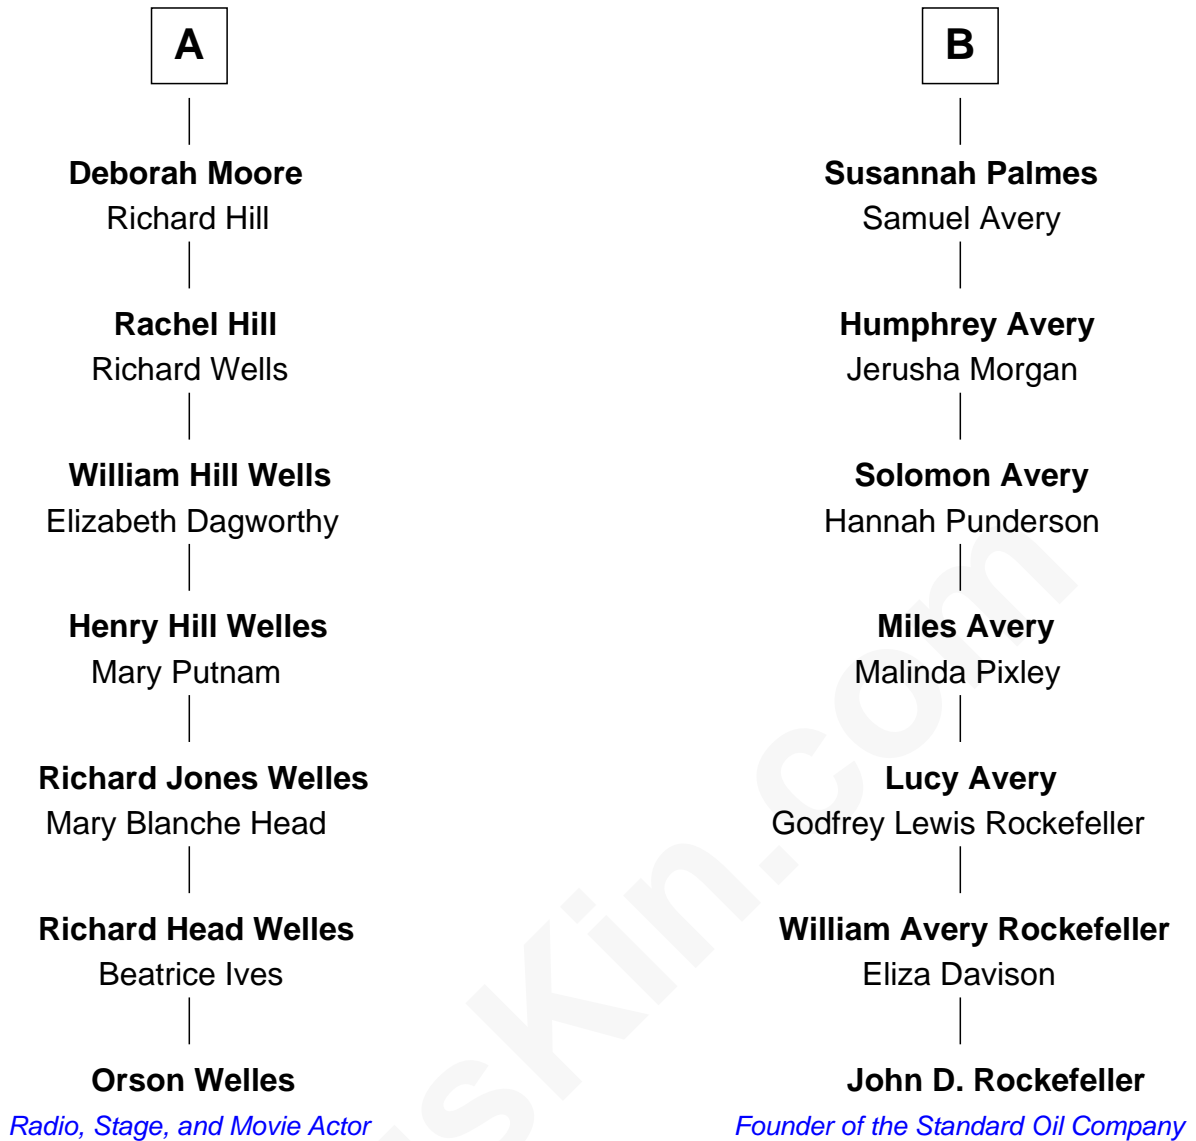 A
Deborah Moore
Richard Hill
Rachel Hill
Richard Wells
William Hill Wells
Elizabeth Dagworthy
Henry Hill Welles
Mary Putnam
Richard Jones Welles
Mary Blanche Head
Richard Head Welles
Beatrice Ives
Orson Welles
Radio, Stage, and Movie Actor
B
Susannah Palmes
Samuel Avery
Humphrey Avery
Jerusha Morgan
Solomon Avery
Hannah Punderson
Miles Avery
Malinda Pixley
Lucy Avery
Godfrey Lewis Rockefeller
William Avery Rockefeller
Eliza Davison
John D. Rockefeller
Founder of the Standard Oil Company
usKin.com